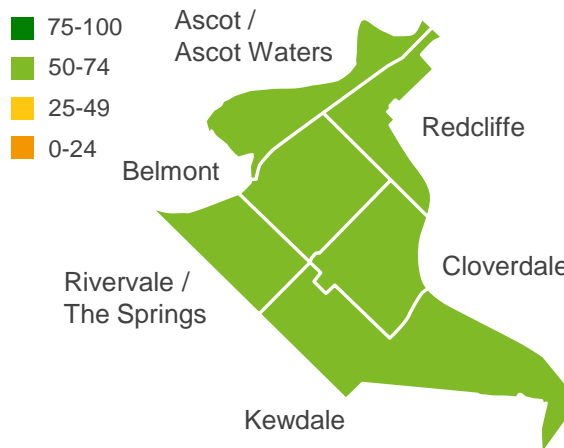 75-100
50-74
25-49
0-24
Ascot /
Ascot Waters
Redcliffe
Belmont
Cloverdale
Rivervale /
The Springs
Kewdale